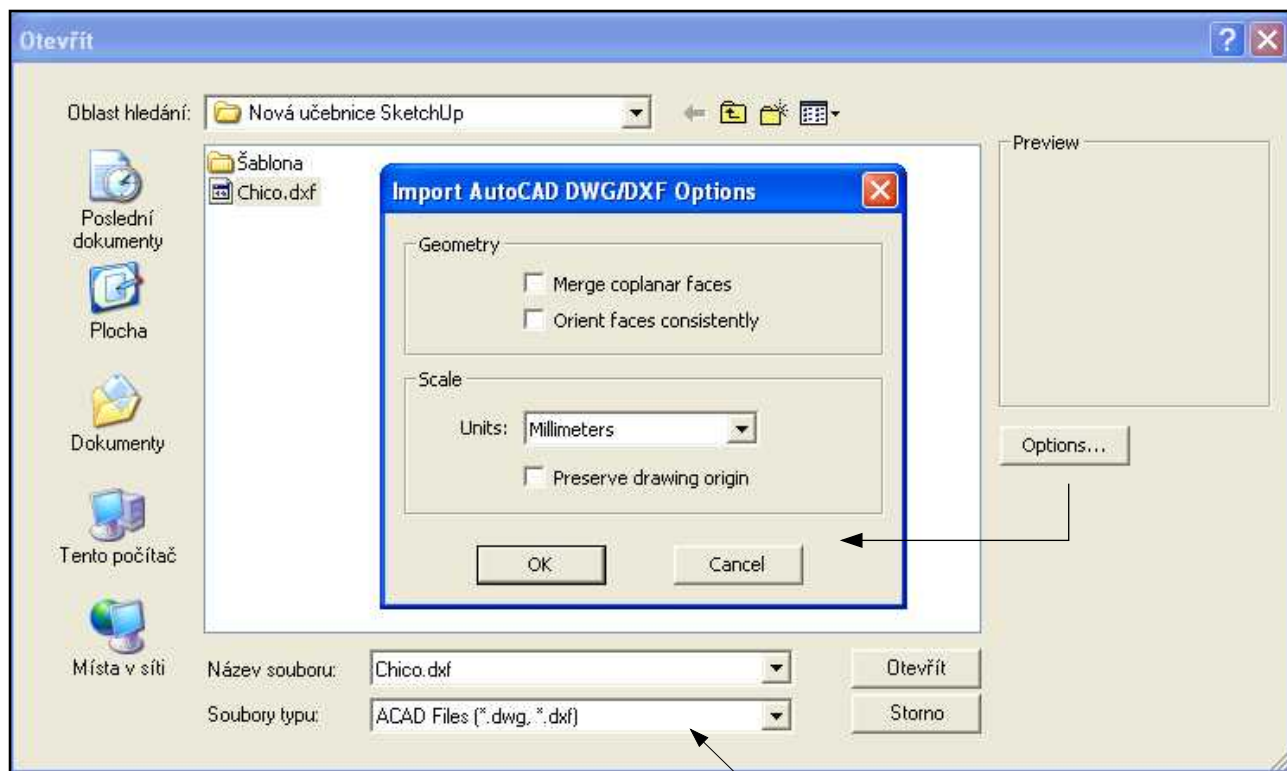 Otevřít
Oblast hledání: Nová učebnice SketchUp
Poslední
dokumenty
Plocha
Dokumenty
Tento počítač
Místa v síti
Šablona
Chico.dxf
Import AutoCAD DWG/DXF Options
Geometry
Merge coplanar faces
Orient faces consistently
Scale
Units: Millimeters
Preserve drawing origin
OK Cancel
Preview
Options...
Název souboru: Chico.dxf Otevřít
Soubory typu: ACAD Files (*.dwg, *.dxf) Storno